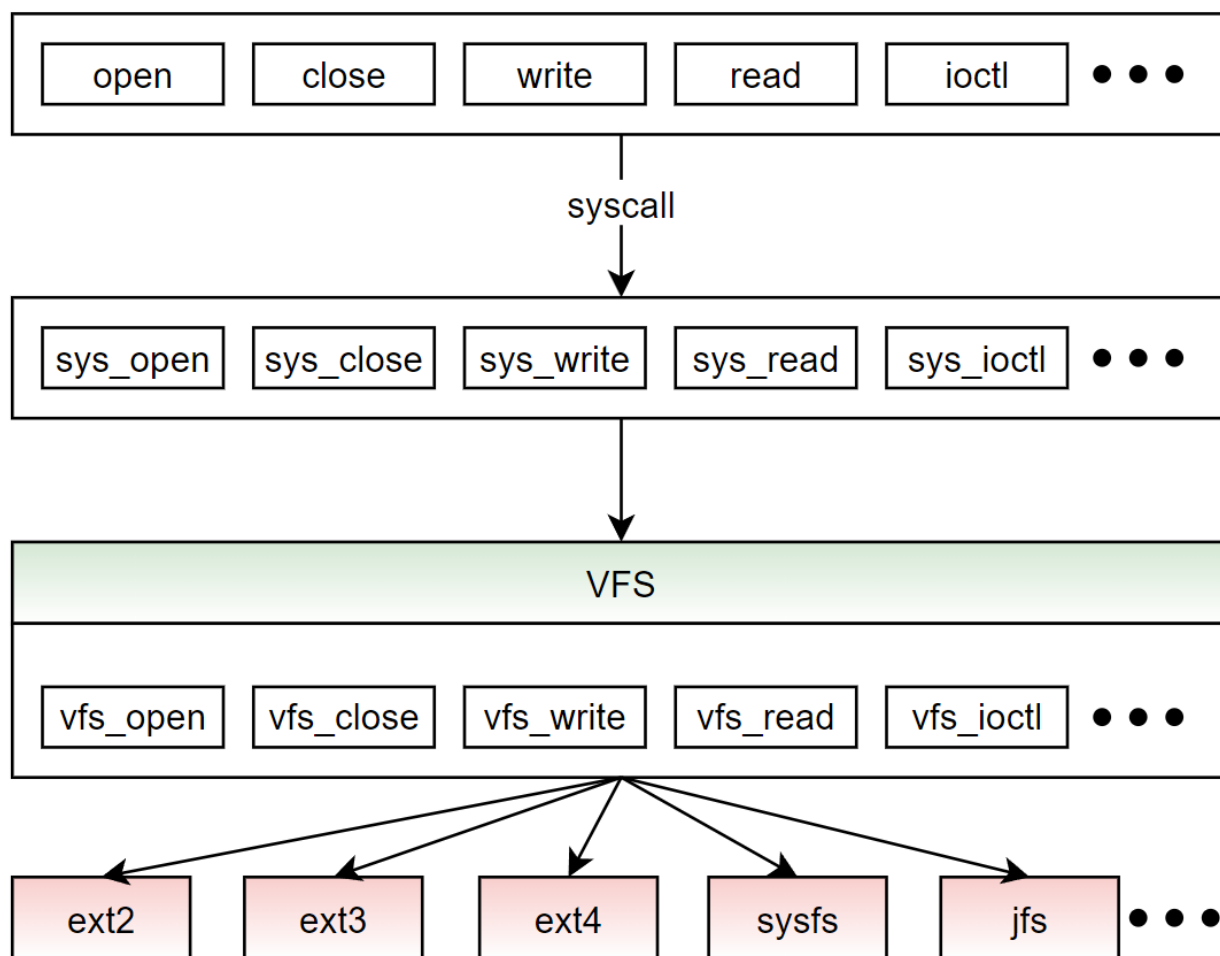 open close write read ioctl
syscall
sys_open sys_close sys_write sys_read sys_ioctl
VFS
vfs_open vfs_close vfs_write vfs_read vfs_ioctl
ext2 ext3 ext4 sysfs jfs